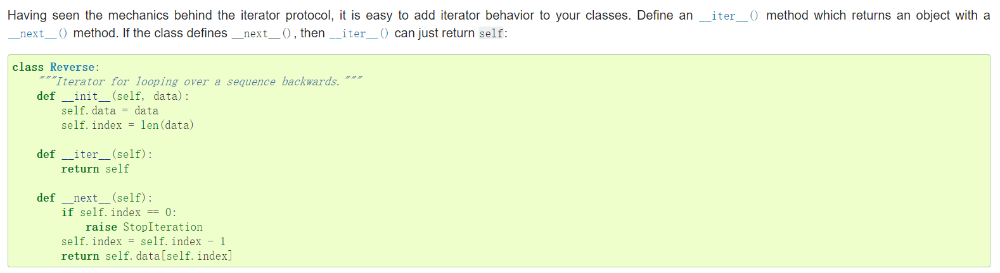 Having seen the mechanics behind the iterator protocol, it is easy to add iterator behavior to your classes. Define an __iter__() method which returns an object with a
__next__() method. If the class defines __next__(), then __iter__() can just return self:
class Reverse:
    """Iterator for looping over a sequence backwards."""
    def __init__(self, data):
        self.data = data
        self.index = len(data)

    def __iter__(self):
        return self

    def __next__(self):
        if self.index == 0:
            raise StopIteration
        self.index = self.index - 1
        return self.data[self.index]